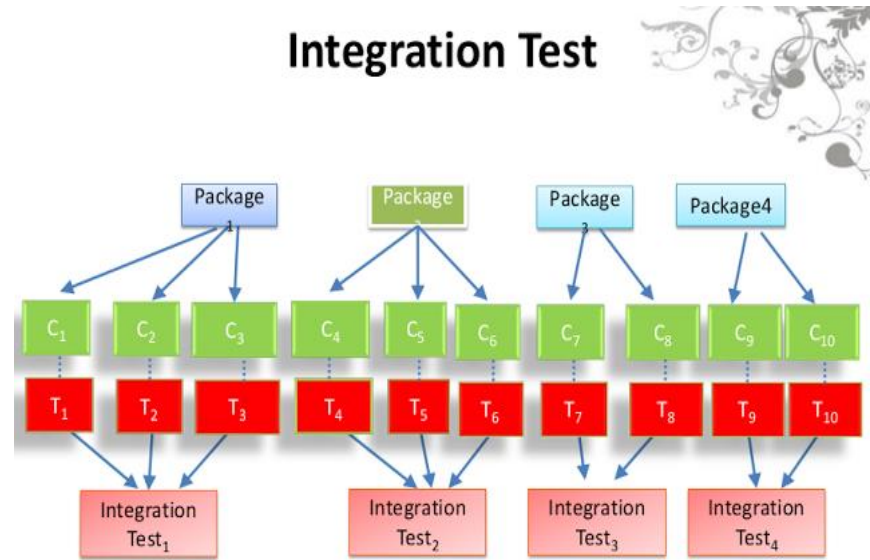 Integration Test
Package
1
Package
Package
3
Package4
C1 C2 C3 C4 C5 C6 C7 C8 C9 C10
T1 T2 T3 T4 T5 T6 T7 T8 T9 T10
Integration
Test1
Integration
Test2
Integration
Test3
Integration
Test4